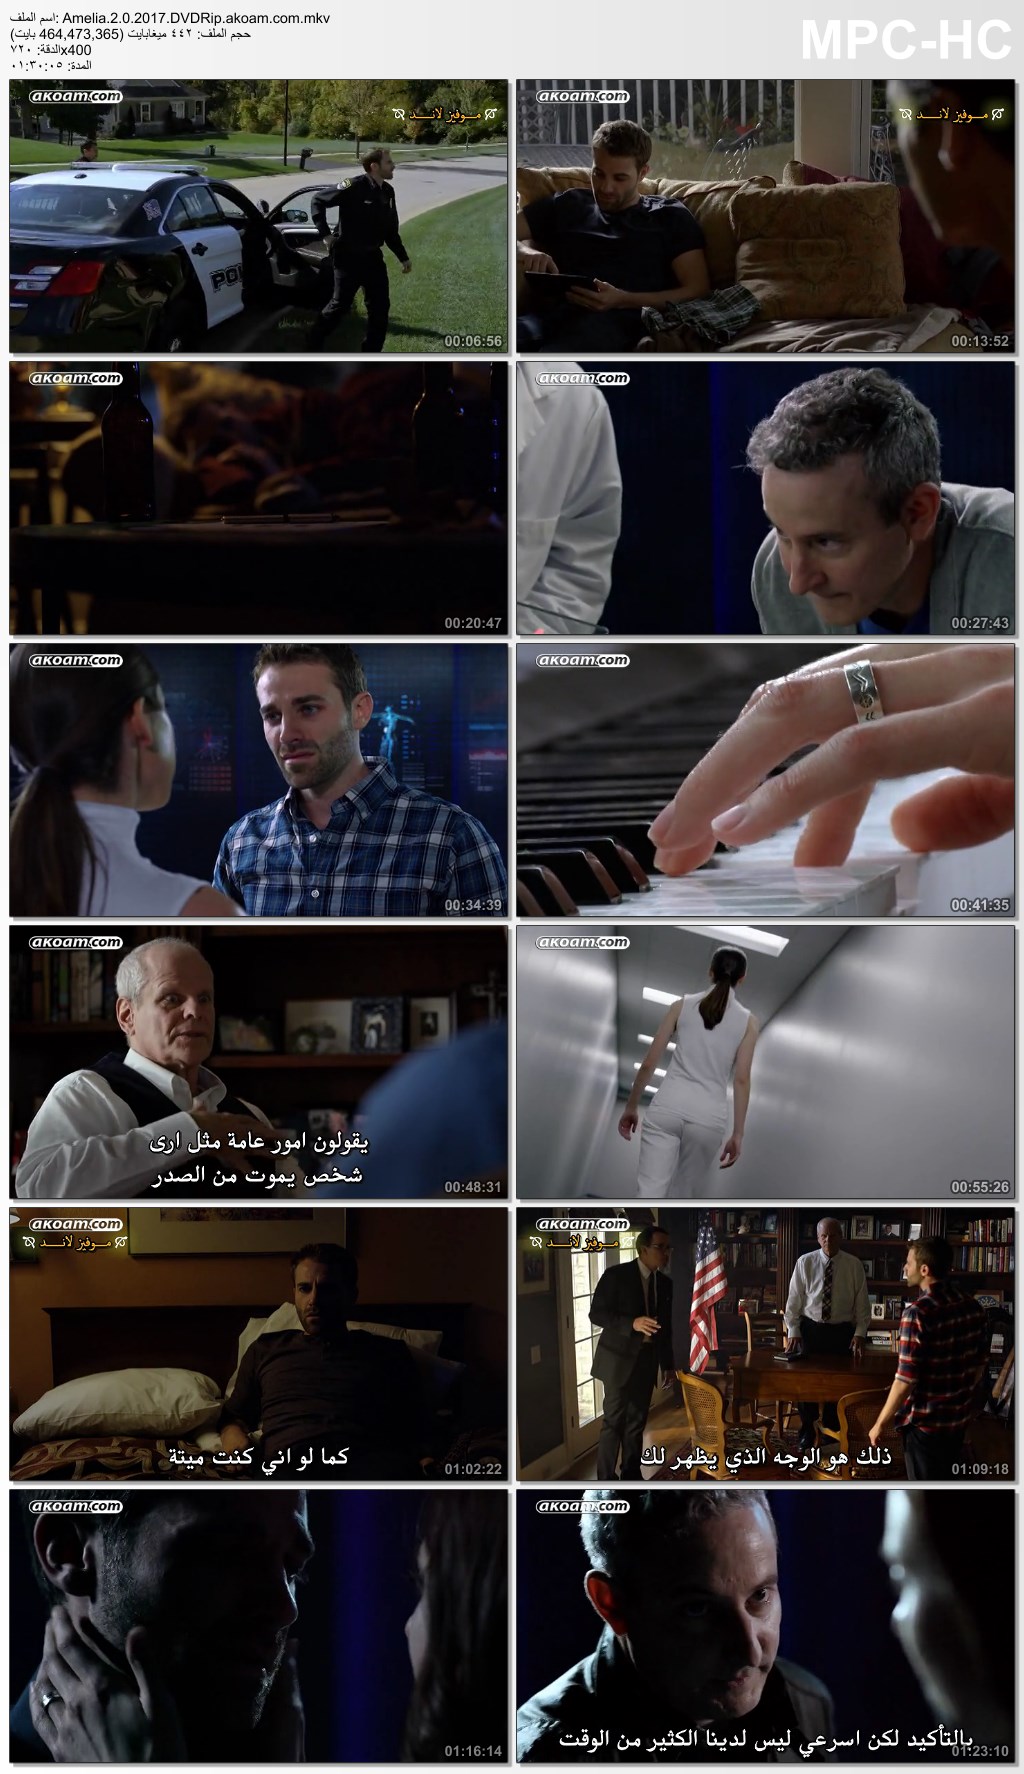 اسم الملف: Amelia.2.0.2017.DVDRip.akoam.com.mkv
MPC-HC
حجم الملف: ٤٤٢ ميغابايت (464,473,365 بايت)
الدقة: ٧٢٠x400
المدة: ٠١:٣٠:٠٥
akoam.com
موفيز لاند
00:06:56
akoam.com
موفيز لاند
00:13:52
akoam.com
00:20:47
akoam.com
00:27:43
akoam.com
00:34:39
akoam.com
00:41:35
akoam.com
يقولون امور عامة مثل ارى
شخص يموت من الصدر
00:48:31
akoam.com
00:55:26
akoam.com
موفيز لاند
كما لو اني كنت ميتة
01:02:22
akoam.com
موفيز لاند
ذلك هو الوجه الذي يظهر لك
01:09:18
akoam.com
01:16:14
akoam.com
بالتأكيد لكن اسرعي ليس لدينا الكثير من الوقت
01:23:10